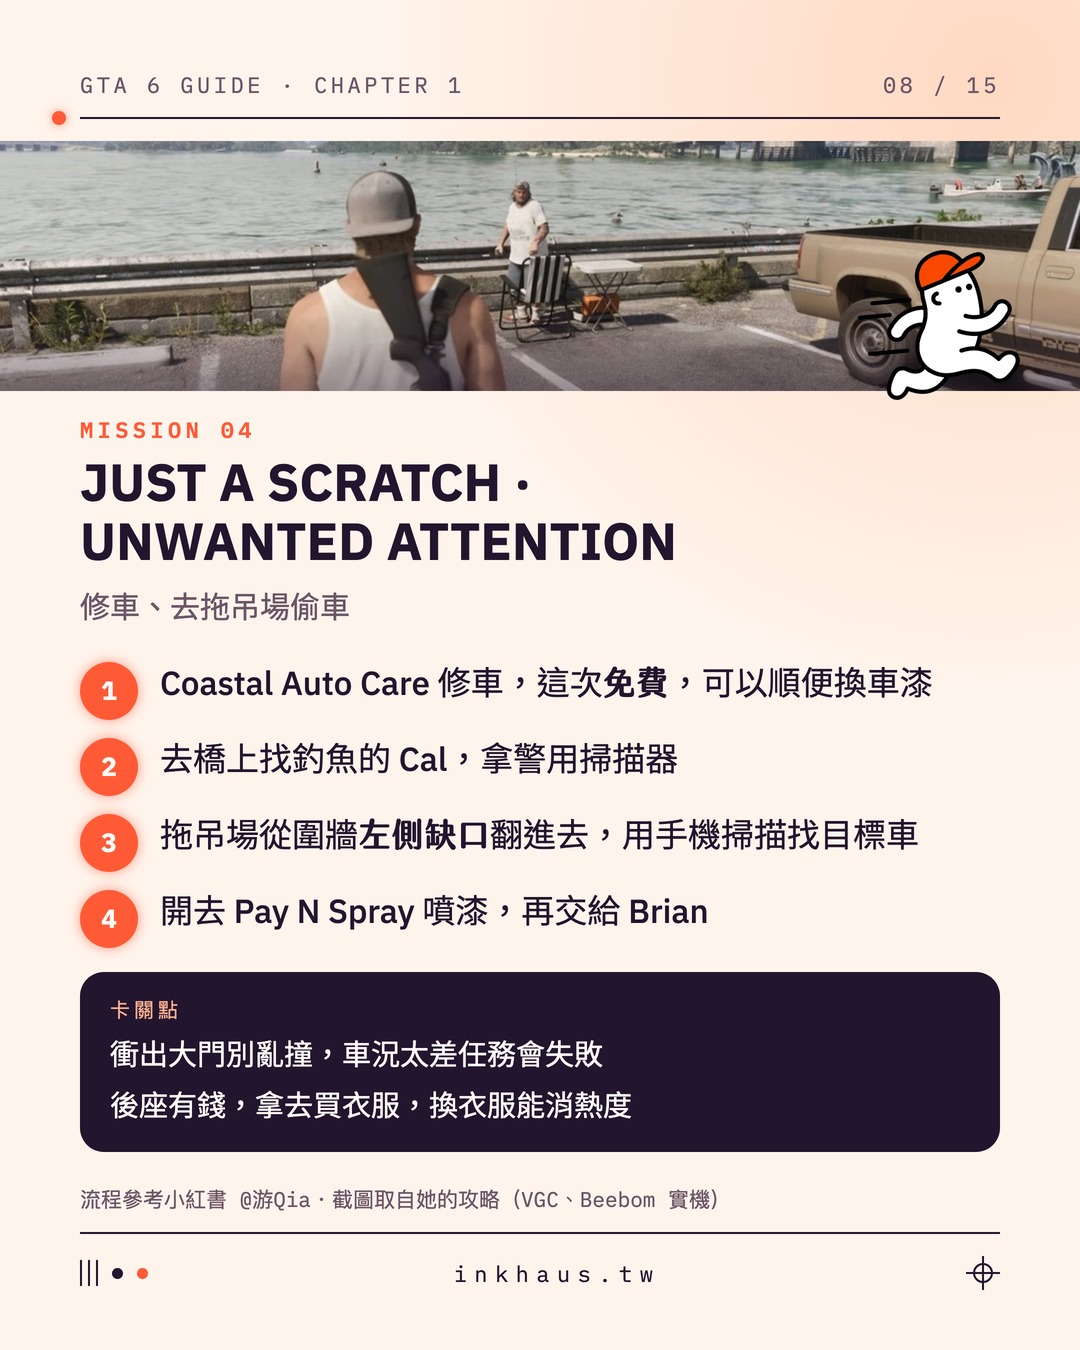 GTA 6 GUIDE · CHAPTER 1
08 / 15
MISSION 04
JUST A SCRATCH ·
UNWANTED ATTENTION
修車、去拖吊場偷車
1 Coastal Auto Care 修車，這次免費，可以順便換車漆
2 去橋上找釣魚的 Cal，拿警用掃描器
3 拖吊場從圍牆左側缺口翻進去，用手機掃描找目標車
4 開去 Pay N Spray 噴漆，再交給 Brian
卡關點
衝出大門別亂撞，車況太差任務會失敗
後座有錢，拿去買衣服，換衣服能消熱度
流程參考小紅書 @游Qia · 截圖取自她的攻略（VGC、Beebom 實機）
inkhaus.tw